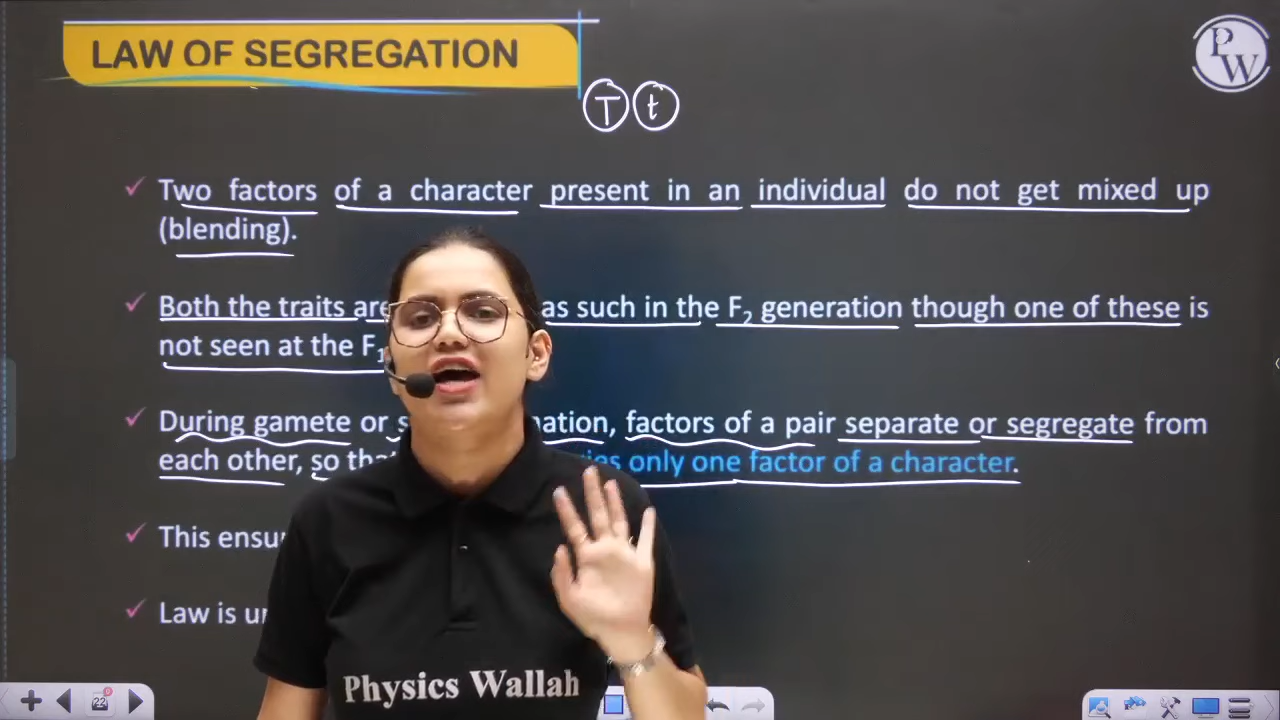 LAW OF SEGREGATION
PW
T t
Two factors of a character present in an individual do not get mixed up
(blending).
Both the traits are as such in the F₂ generation though one of these is
not seen at the F₁
During gamete or factors of a pair separate or segregate from
each other, so only one factor of a character.
This
Law is
Physics Wallah
22